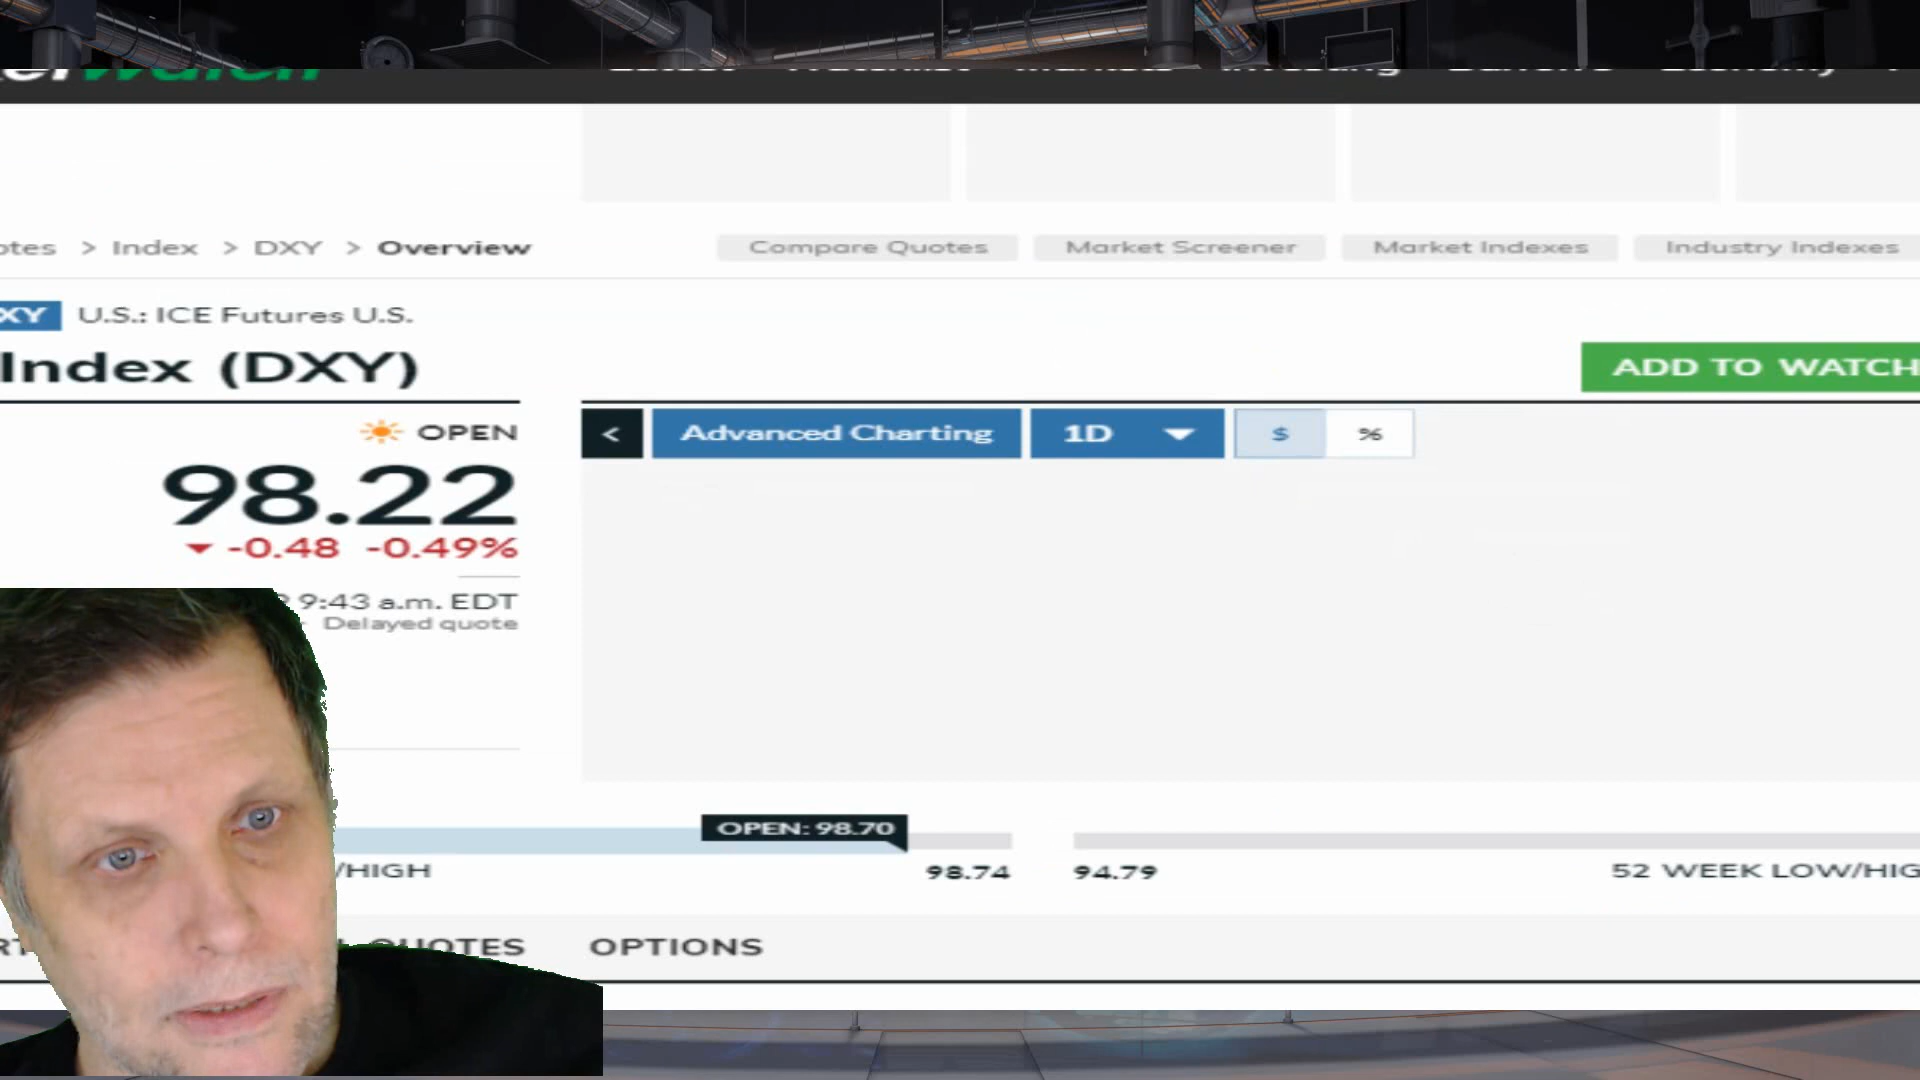 > Index > DXY > Overview
Compare Quotes
Market Screener
Market Indexes
Industry Indexes
XY U.S.: ICE Futures U.S.
Index (DXY)
ADD TO WATCH
OPEN
98.22
-0.48 -0.49%
9:43 a.m. EDT
Delayed quote
< Advanced Charting 1D $ %
OPEN: 98.70
/HIGH 98.74
94.79 52 WEEK LOW/HIG
QUOTES OPTIONS